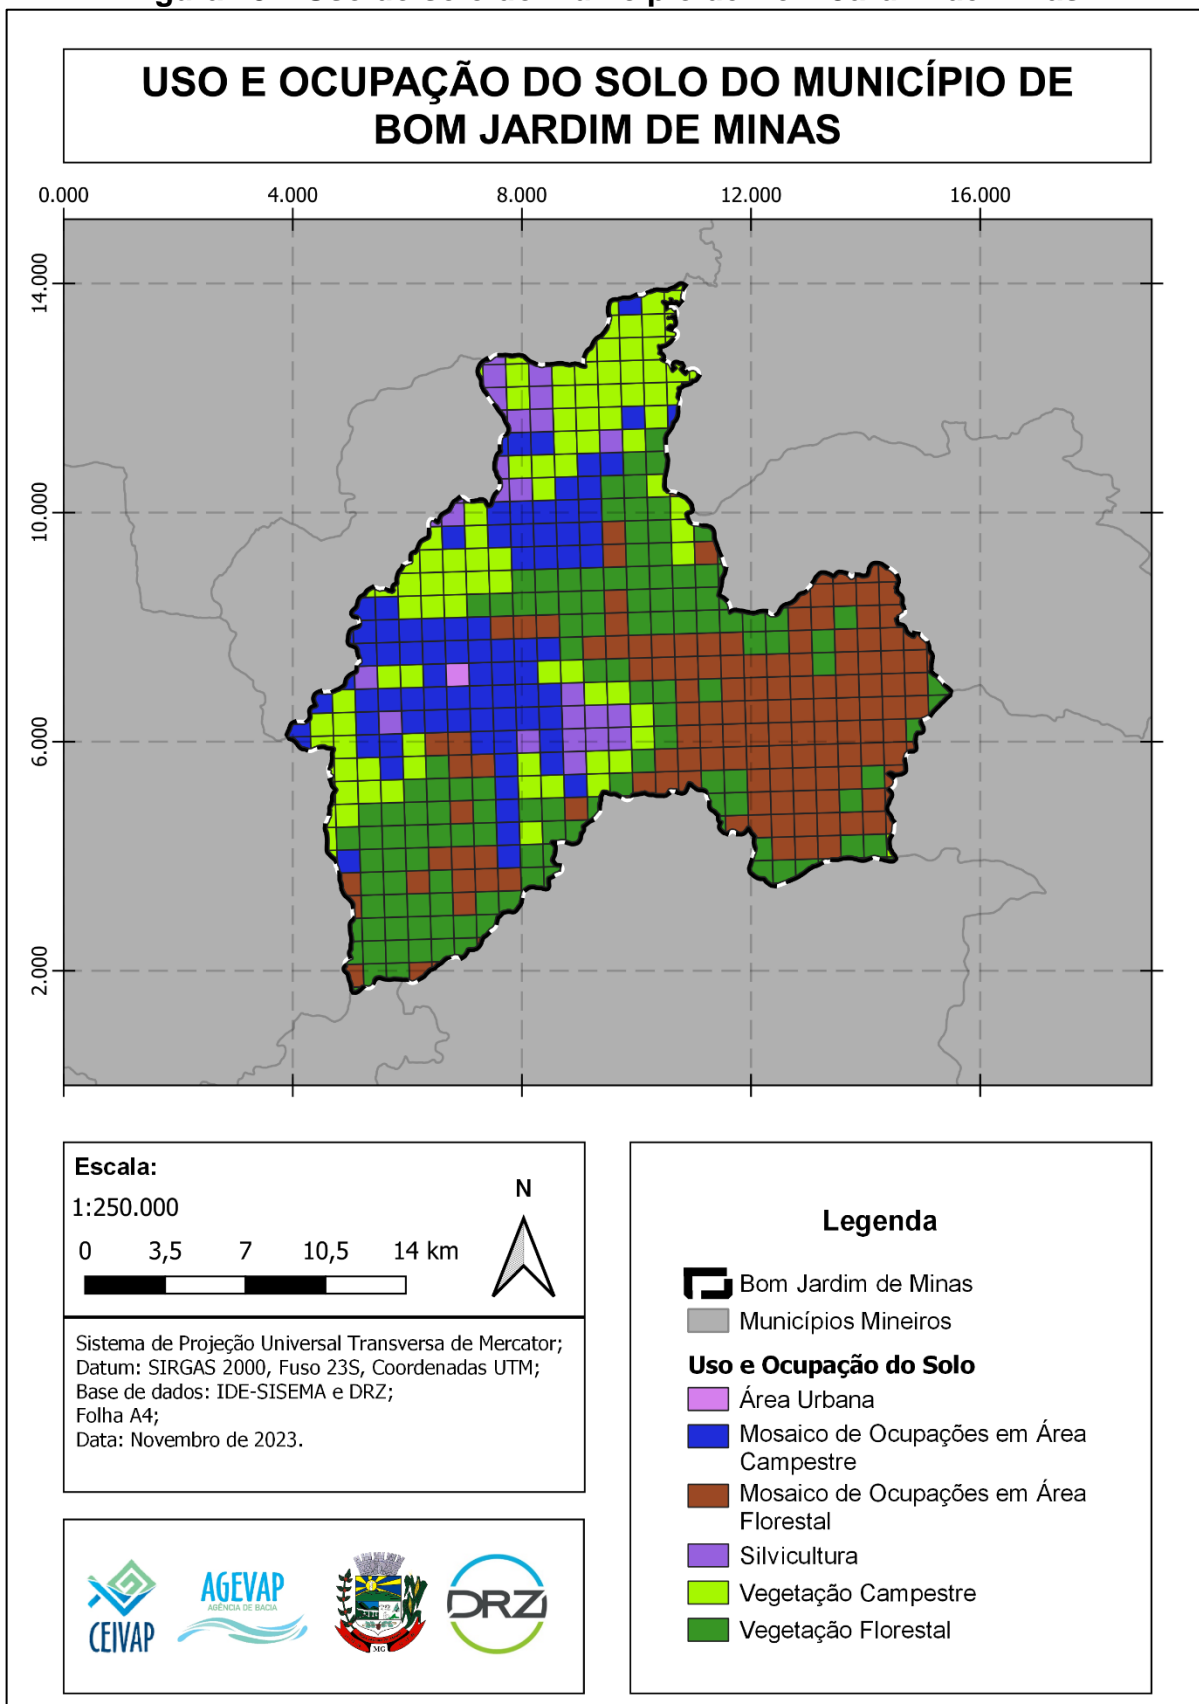 USO E OCUPAÇÃO DO SOLO DO MUNICÍPIO DE
BOM JARDIM DE MINAS
0.000 4.000 8.000 12.000 16.000
14.000
10.000
6.000
2.000
Escala:
1:250.000
0 3,5 7 10,5 14 km
N
Sistema de Projeção Universal Transversa de Mercator;
Datum: SIRGAS 2000, Fuso 23S, Coordenadas UTM;
Base de dados: IDE-SISEMA e DRZ;
Folha A4;
Data: Novembro de 2023.
CEIVAP
AGEVAP
AGÊNCIA DE BACIA
MG
DRZ
Legenda
Bom Jardim de Minas
Municípios Mineiros
Uso e Ocupação do Solo
Área Urbana
Mosaico de Ocupações em Área
Campestre
Mosaico de Ocupações em Área
Florestal
Silvicultura
Vegetação Campestre
Vegetação Florestal